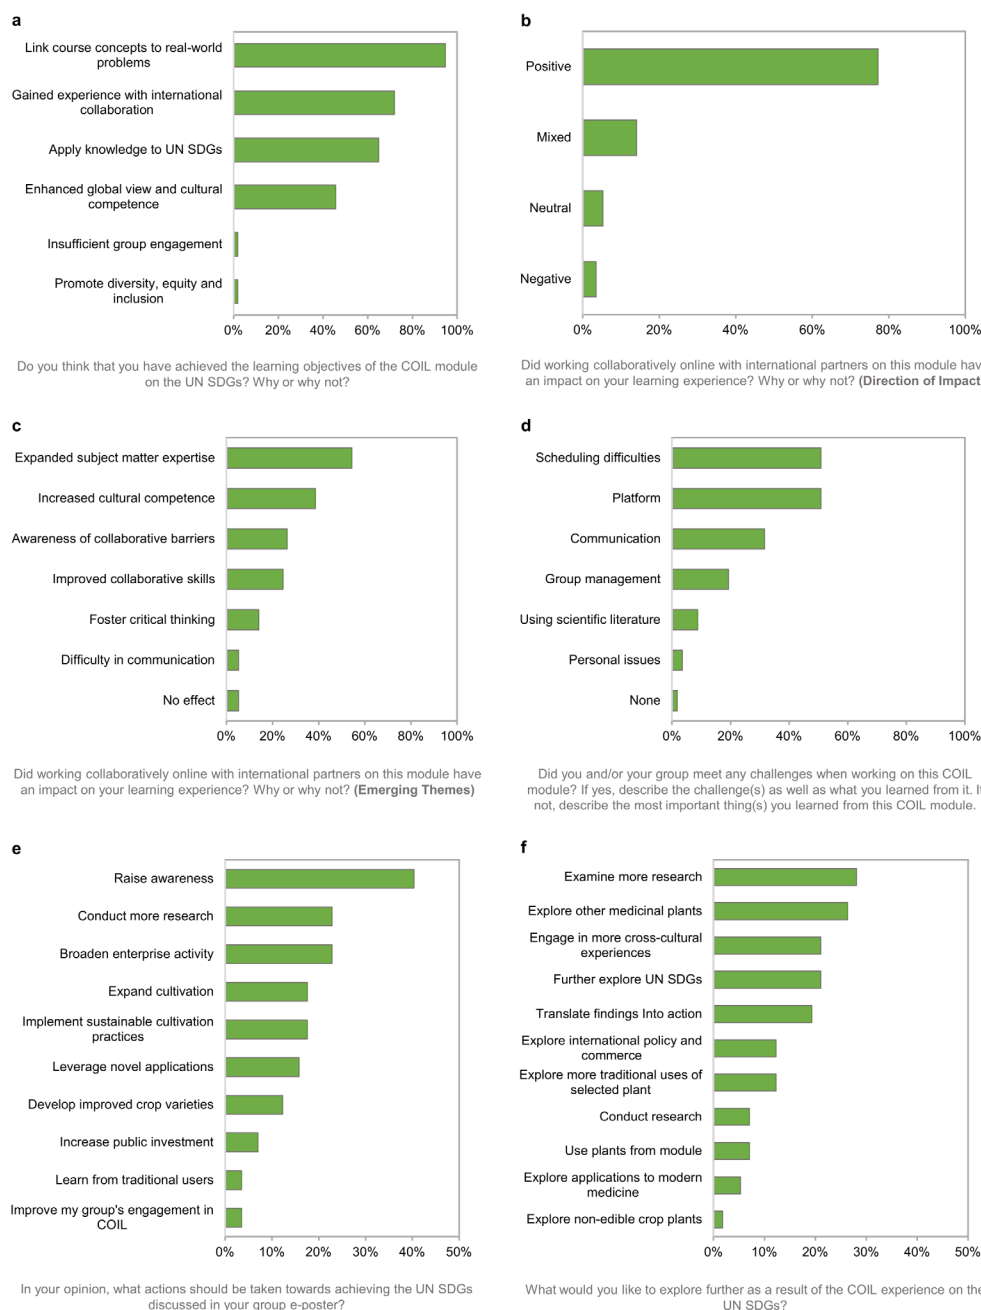 a
Link course concepts to real-world
problems
Gained experience with international
collaboration
Apply knowledge to UN SDGs
Enhanced global view and cultural
competence
Insufficient group engagement
Promote diversity, equity and
inclusion
0% 20% 40% 60% 80% 100%
Do you think that you have achieved the learning objectives of the COIL module
on the UN SDGs? Why or why not?
b
Positive
Mixed
Neutral
Negative
0% 20% 40% 60% 80% 100%
Did working collaboratively online with international partners on this module hav
an impact on your learning experience? Why or why not? (Direction of Impact
c
Expanded subject matter expertise
Increased cultural competence
Awareness of collaborative barriers
Improved collaborative skills
Foster critical thinking
Difficulty in communication
No effect
0% 20% 40% 60% 80% 100%
Did working collaboratively online with international partners on this module have
an impact on your learning experience? Why or why not? (Emerging Themes)
d
Scheduling difficulties
Platform
Communication
Group management
Using scientific literature
Personal issues
None
0% 20% 40% 60% 80% 100%
Did you and/or your group meet any challenges when working on this COIL
module? If yes, describe the challenge(s) as well as what you learned from it. If
not, describe the most important thing(s) you learned from this COIL module.
e
Raise awareness
Conduct more research
Broaden enterprise activity
Expand cultivation
Implement sustainable cultivation
practices
Leverage novel applications
Develop improved crop varieties
Increase public investment
Learn from traditional users
Improve my group's engagement in
COIL
0% 10% 20% 30% 40% 50%
In your opinion, what actions should be taken towards achieving the UN SDGs
discussed in your group e-poster?
f
Examine more research
Explore other medicinal plants
Engage in more cross-cultural
experiences
Further explore UN SDGs
Translate findings Into action
Explore international policy and
commerce
Explore more traditional uses of
selected plant
Conduct research
Use plants from module
Explore applications to modern
medicine
Explore non-edible crop plants
0% 10% 20% 30% 40% 50%
What would you like to explore further as a result of the COIL experience on the
UN SDGs?